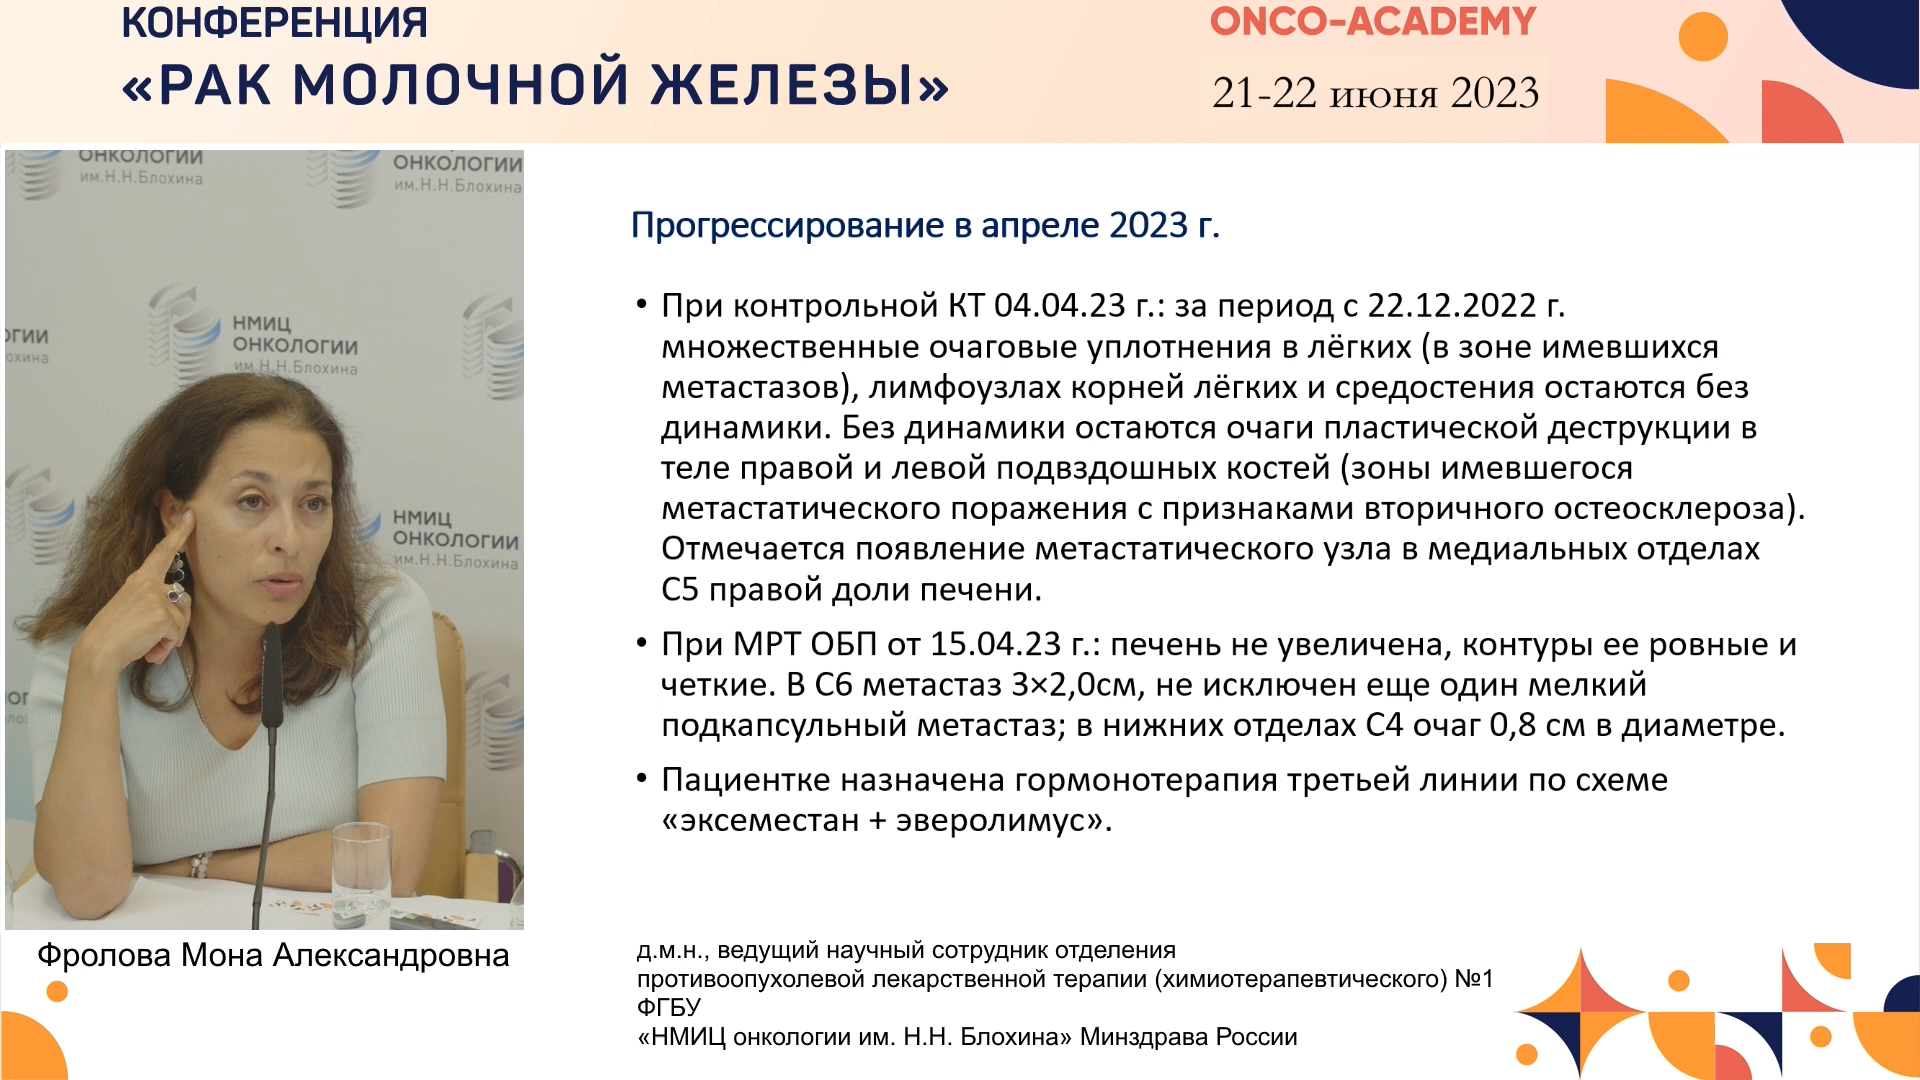 КОНФЕРЕНЦИЯ
«РАК МОЛОЧНОЙ ЖЕЛЕЗЫ»
ONCO-ACADEMY
21-22 июня 2023
ОНКОЛОГИИ
им.Н.Н.Блохина
ОНКОЛОГИИ
им.Н.Н.Блохина
НМИЦ
ОНКОЛОГИИ
им.Н.Н.Блохина
НМИЦ
ОНКОЛОГИИ
им.Н.Н.Блохина
Фролова Мона Александровна
Прогрессирование в апреле 2023 г.
• При контрольной КТ 04.04.23 г.: за период с 22.12.2022 г.
множественные очаговые уплотнения в лёгких (в зоне имевшихся
метастазов), лимфоузлах корней лёгких и средостения остаются без
динамики. Без динамики остаются очаги пластической деструкции в
теле правой и левой подвздошных костей (зоны имевшегося
метастатического поражения с признаками вторичного остеосклероза).
Отмечается появление метастатического узла в медиальных отделах
С5 правой доли печени.
• При МРТ ОБП от 15.04.23 г.: печень не увеличена, контуры ее ровные и
четкие. В С6 метастаз 3×2,0см, не исключен еще один мелкий
подкапсульный метастаз; в нижних отделах С4 очаг 0,8 см в диаметре.
• Пациентке назначена гормонотерапия третьей линии по схеме
«эксеместан + эверолимус».
д.м.н., ведущий научный сотрудник отделения
противоопухолевой лекарственной терапии (химиотерапевтического) №1
ФГБУ
«НМИЦ онкологии им. Н.Н. Блохина» Минздрава России